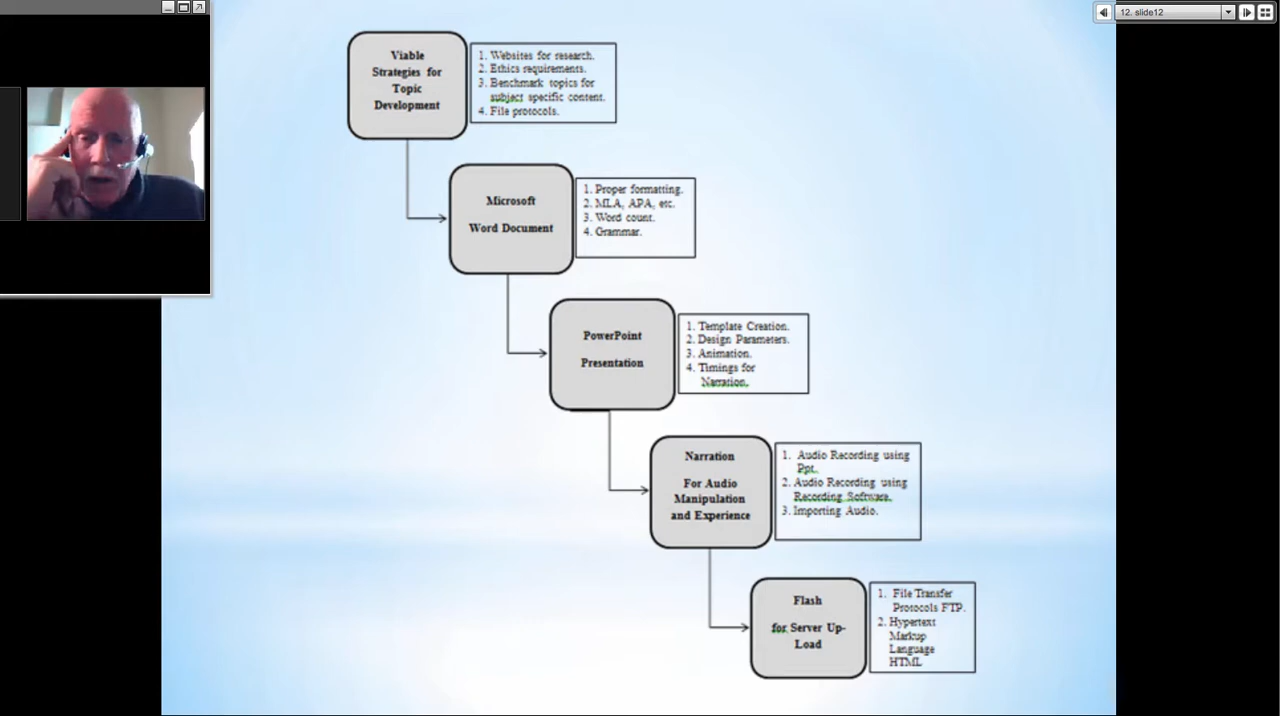 12. slide12
Viable
Strategies for
Topic
Development
1. Websites for research.
2. Ethics requirements.
3. Benchmark topics for
subject specific content.
4. File protocols.
Microsoft
Word Document
1. Proper formatting.
2. MLA, APA, etc.
3. Word count.
4. Grammar.
PowerPoint
Presentation
1. Template Creation.
2. Design Parameters.
3. Animation.
4. Timings for
Narration.
Narration
For Audio
Manipulation
and Experience
1. Audio Recording using
Ppt.
2. Audio Recording using
Recording Software.
3. Importing Audio.
Flash
for Server Up-
Load
1. File Transfer
Protocols FTP.
2. Hypertext
Markup
Language
HTML